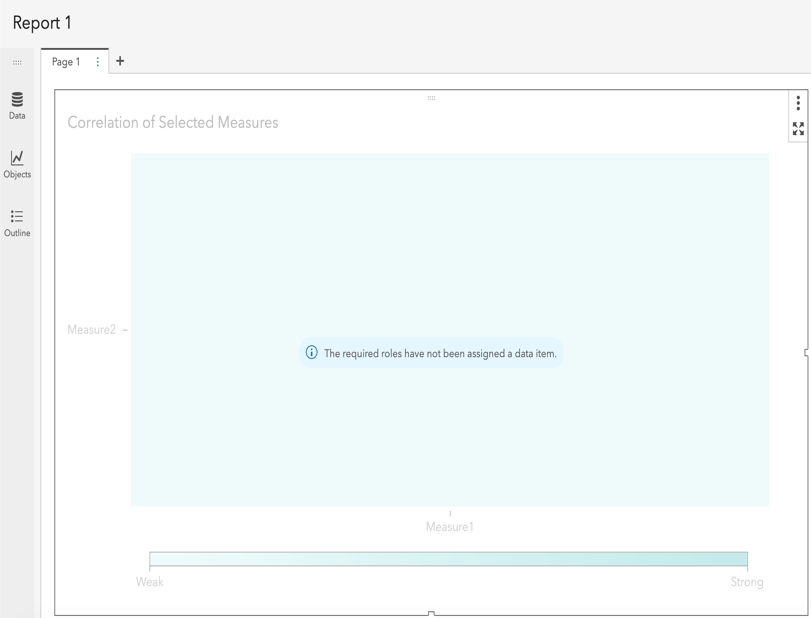 Report 1
Page 1
Data
Objects
Outline
Correlation of Selected Measures
Measure2
The required roles have not been assigned a data item.
Measure1
Weak
Strong